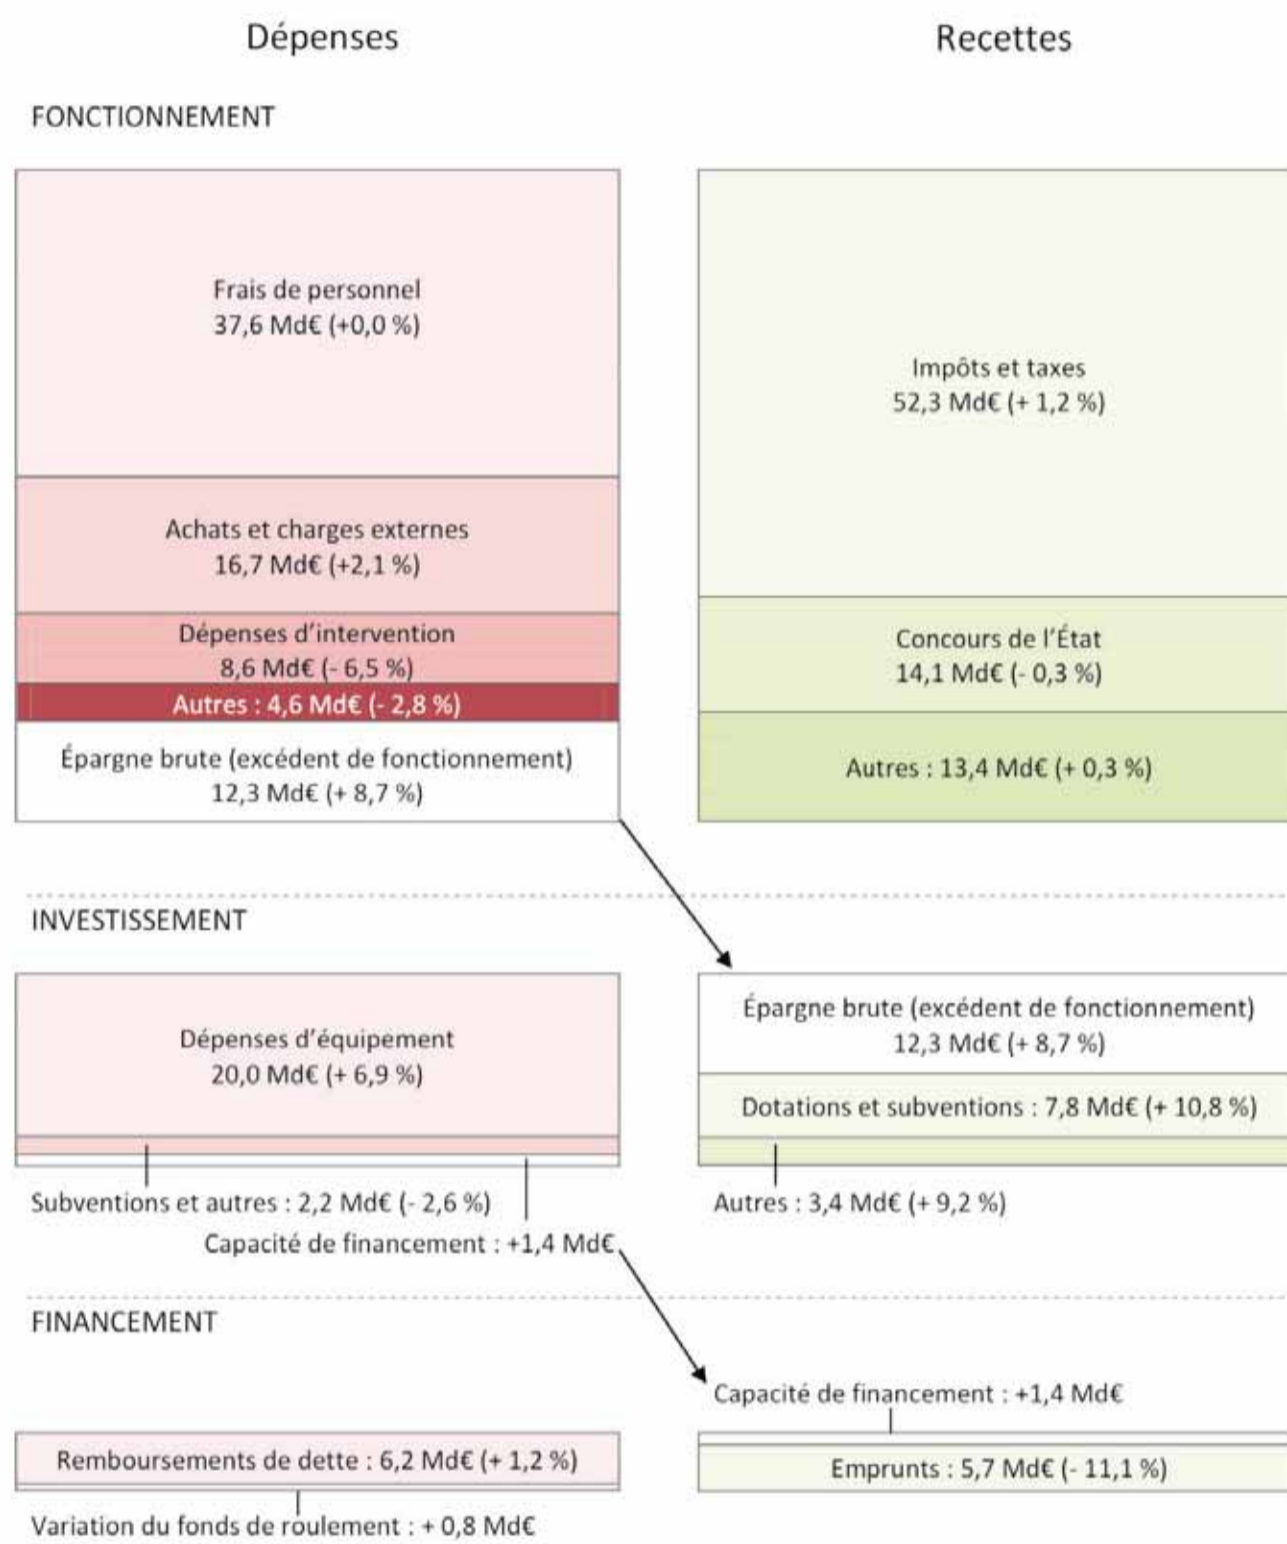 Dépenses
Recettes
FONCTIONNEMENT
Frais de personnel
37,6 Md€ (+0,0 %)
Achats et charges externes
16,7 Md€ (+2,1 %)
Dépenses d'intervention
8,6 Md€ (- 6,5 %)
Autres : 4,6 Md€ (- 2,8 %)
Épargne brute (excédent de fonctionnement)
12,3 Md€ (+ 8,7 %)
Impôts et taxes
52,3 Md€ (+ 1,2 %)
Concours de l'État
14,1 Md€ (- 0,3 %)
Autres : 13,4 Md€ (+ 0,3 %)
INVESTISSEMENT
Dépenses d'équipement
20,0 Md€ (+ 6,9 %)
Subventions et autres : 2,2 Md€ (- 2,6 %)
Capacité de financement : +1,4 Md€
Épargne brute (excédent de fonctionnement)
12,3 Md€ (+ 8,7 %)
Dotations et subventions : 7,8 Md€ (+ 10,8 %)
Autres : 3,4 Md€ (+ 9,2 %)
FINANCEMENT
Remboursements de dette : 6,2 Md€ (+ 1,2 %)
Variation du fonds de roulement : + 0,8 Md€
Capacité de financement : +1,4 Md€
Emprunts : 5,7 Md€ (- 11,1 %)